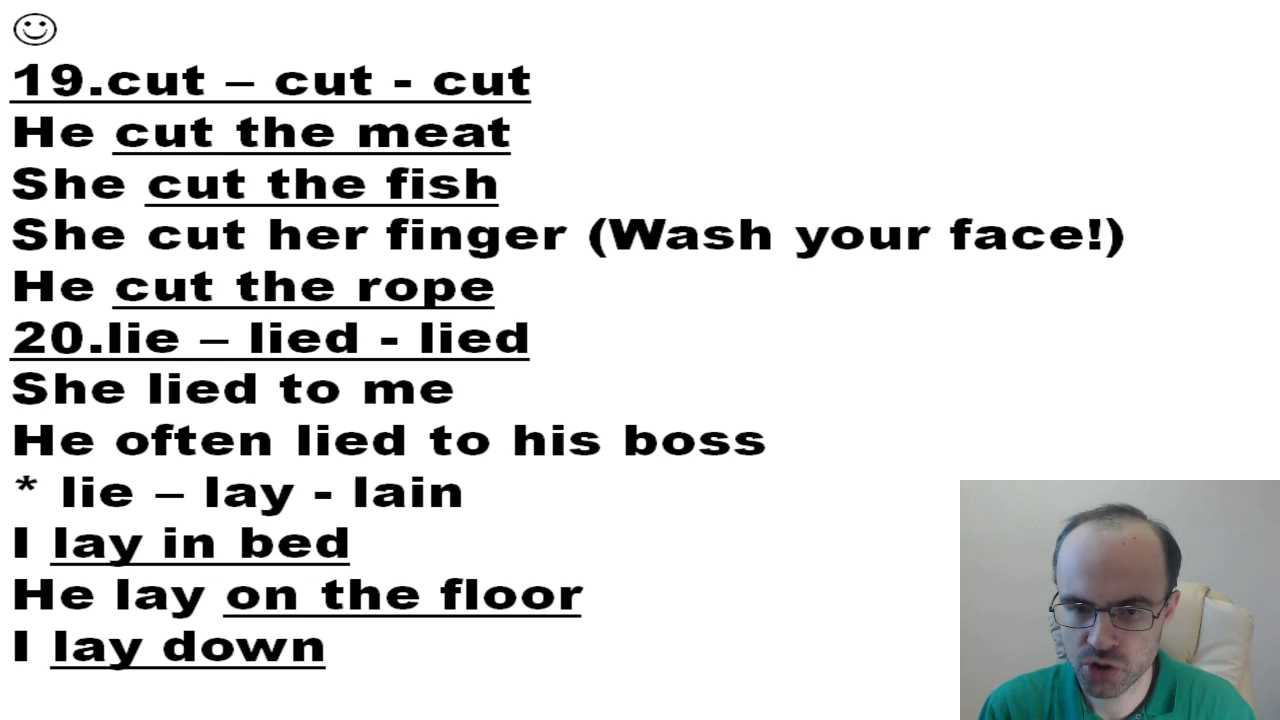 ☺
19.cut – cut - cut
He cut the meat
She cut the fish
She cut her finger (Wash your face!)
He cut the rope
20.lie – lied - lied
She lied to me
He often lied to his boss
* lie – lay - lain
I lay in bed
He lay on the floor
I lay down